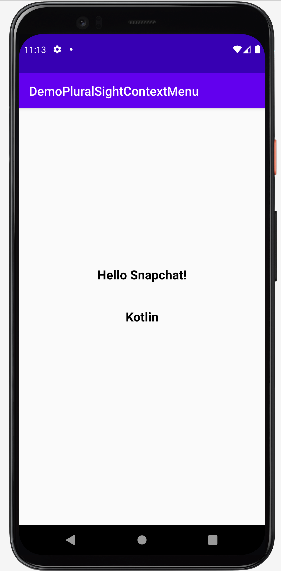 11:13
DemoPluralSightContextMenu
Hello Snapchat!
Kotlin